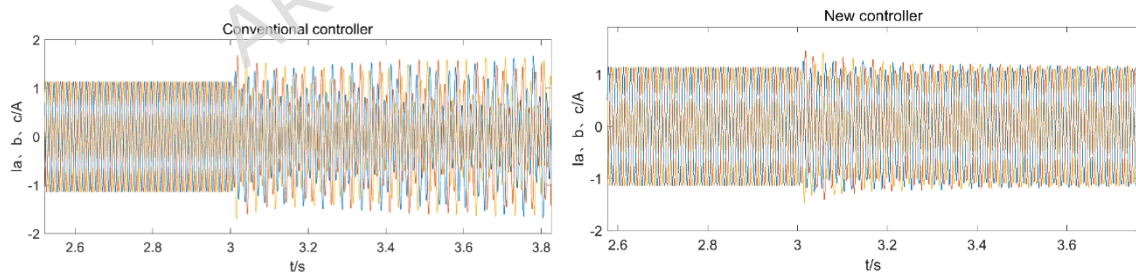 Conventional controller
2
1
0
-1
-2
Ia、b、c/A
2.6 2.8 3 3.2 3.4 3.6 3.8
t/s
New controller
1
0
-1
-2
Ia、b、c/A
2.6 2.8 3 3.2 3.4 3.6
t/s